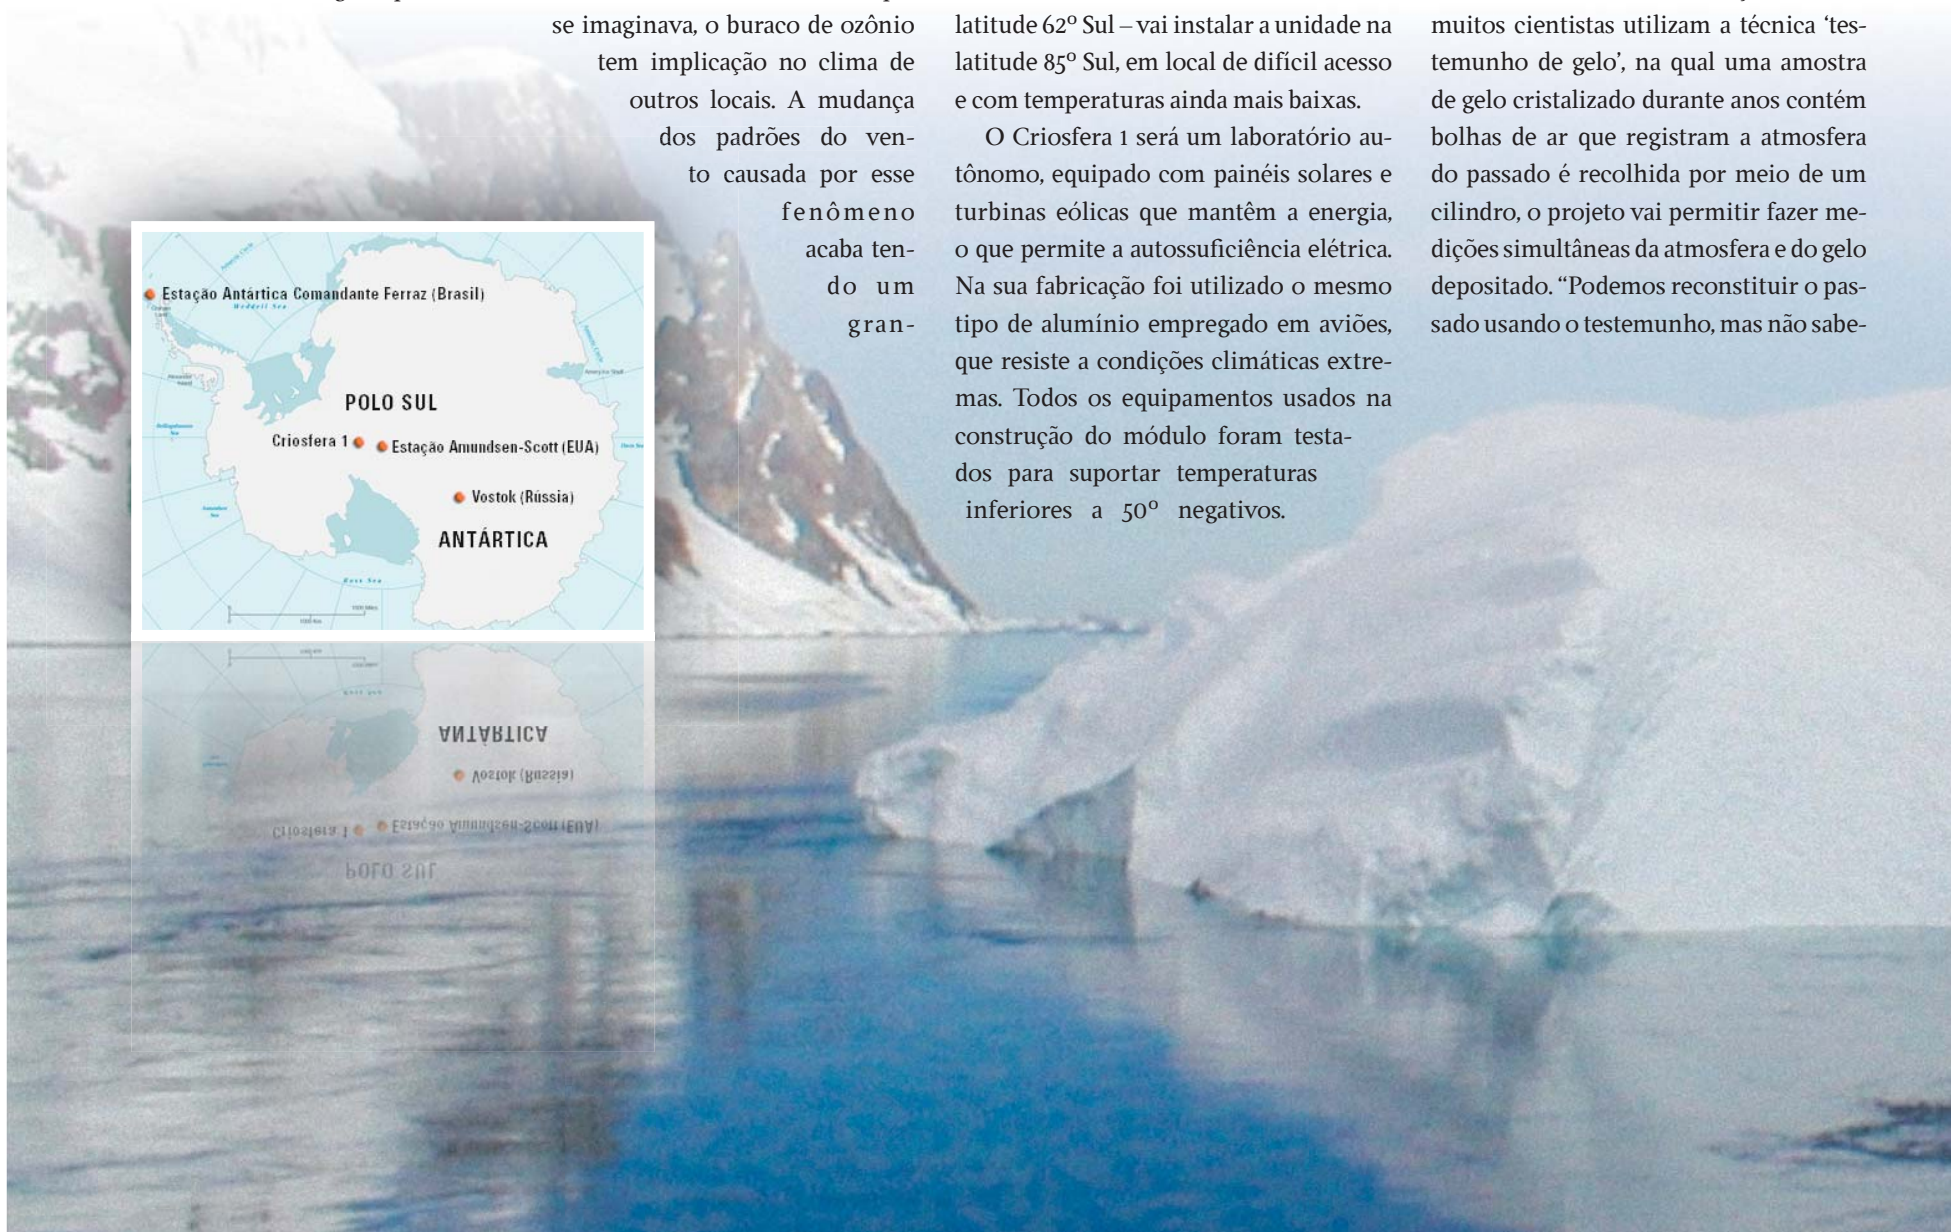 se imaginava, o buraco de ozônio
tem implicação no clima de
outros locais. A mudança
dos padrões do ven-
to causada por esse
fenômeno
acaba ten-
do um
gran-
latitude 62º Sul – vai instalar a unidade na
latitude 85º Sul, em local de difícil acesso
e com temperaturas ainda mais baixas.
O Criosfera 1 será um laboratório au-
tônomo, equipado com painéis solares e
turbinas eólicas que mantêm a energia,
o que permite a autossuficiência elétrica.
Na sua fabricação foi utilizado o mesmo
tipo de alumínio empregado em aviões,
que resiste a condições climáticas extre-
mas. Todos os equipamentos usados na
construção do módulo foram testa-
dos para suportar temperaturas
inferiores a 50º negativos.
muitos cientistas utilizam a técnica ‘tes-
temunho de gelo’, na qual uma amostra
de gelo cristalizado durante anos contém
bolhas de ar que registram a atmosfera
do passado é recolhida por meio de um
cilindro, o projeto vai permitir fazer me-
dições simultâneas da atmosfera e do gelo
depositado. “Podemos reconstituir o pas-
sado usando o testemunho, mas não sabe-
Estação Antártica Comandante Ferraz (Brasil)
Weddell Sea
POLO SUL
Criosfera 1
Estação Amundsen-Scott (EUA)
Vostok (Rússia)
ANTÁRTICA
Ross Sea